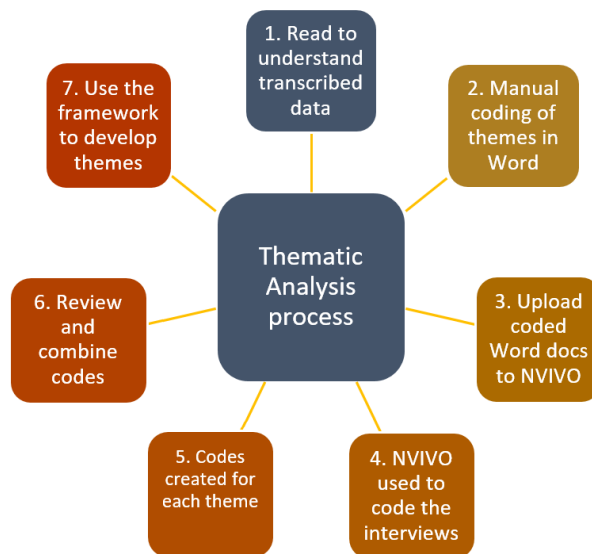 1. Read to
understand
transcribed
data
2. Manual
coding of
themes in
Word
3. Upload
coded
Word docs
to NVIVO
4. NVIVO
used to
code the
interviews
5. Codes
created for
each theme
6. Review
and
combine
codes
7. Use the
framework
to develop
themes
Thematic
Analysis
process